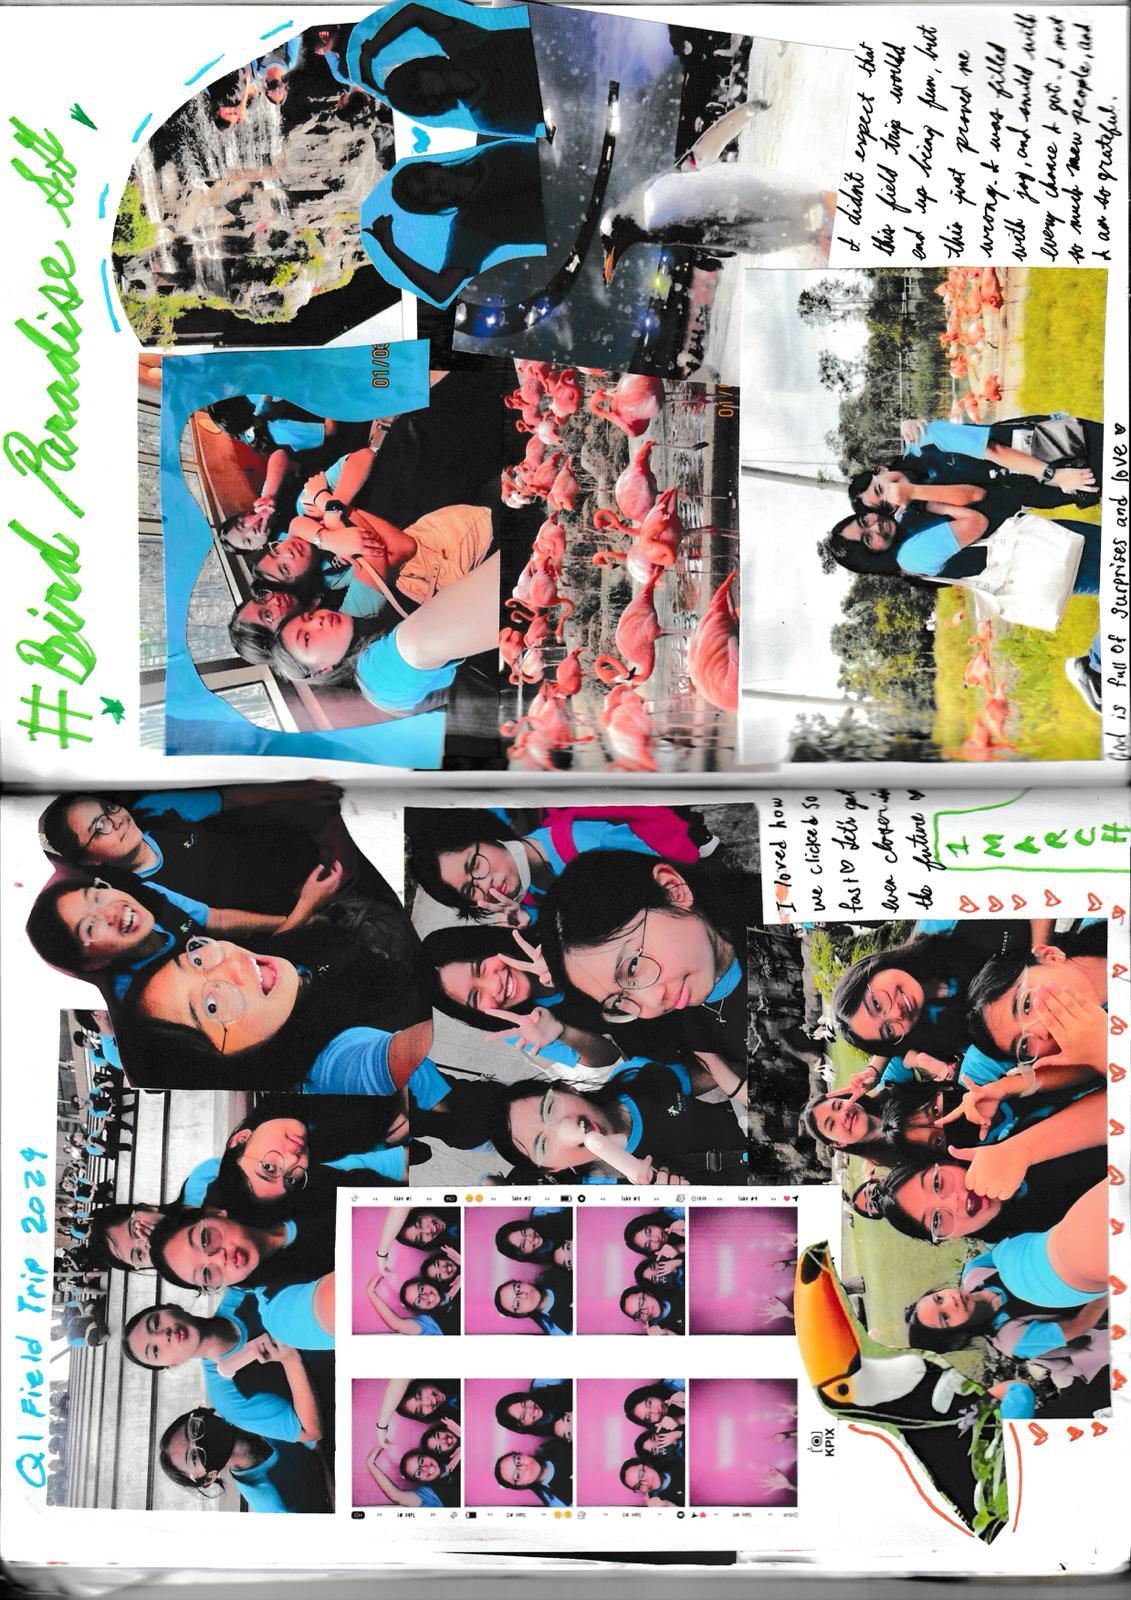 Q1 Field Trip 2024
#Bird Paradise SG
01/03
01/0
KPIX
I loved how
we clicked so
fast♡ Let's get
even closer in
the future ♡
1 MARCH
I didn't expect that
this field trip would
end up being fun, but
this just proved me
wrong. I was filled
with joy, and smiled with
every chance I got. I met
so much new people, and
I am so grateful.
God is full of surprises and love ♥